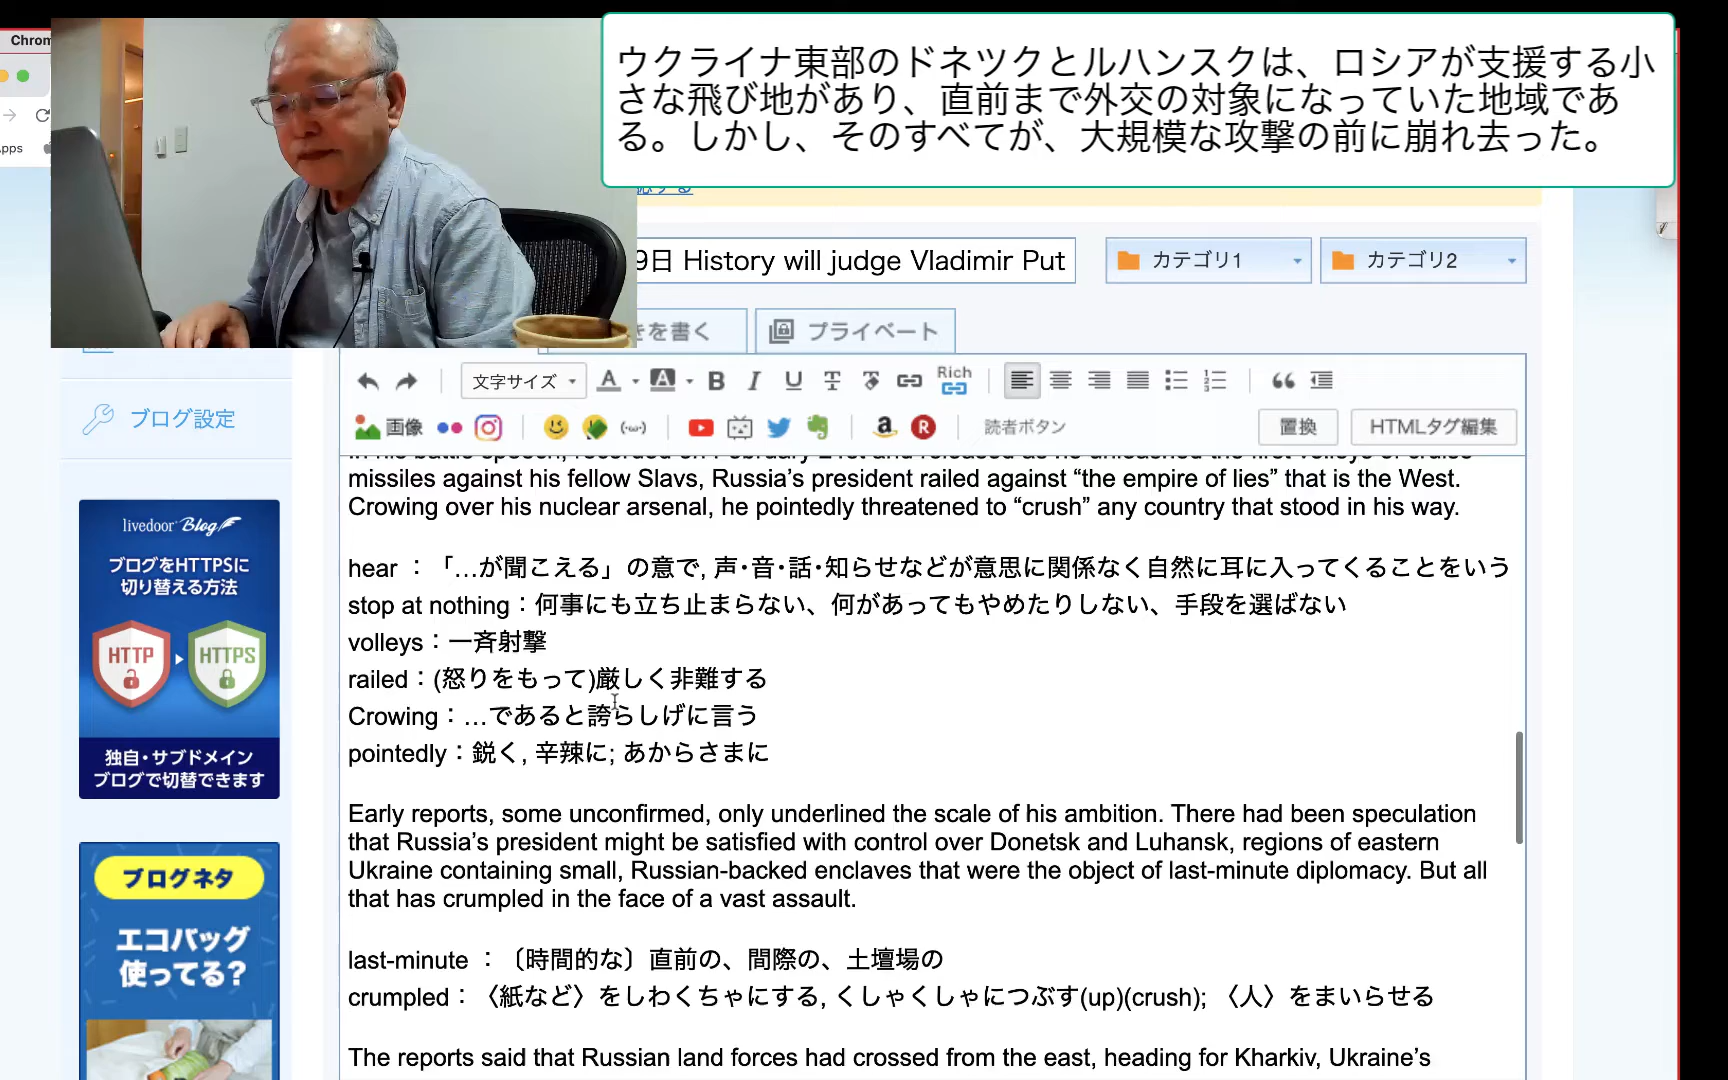 Chrom
ウクライナ東部のドネツクとルハンスクは、ロシアが支援する小
さな飛び地があり、直前まで外交の対象になっていた地域であ
る。しかし、そのすべてが、大規模な攻撃の前に崩れ去った。
pps
9日 History will judge Vladimir Put
カテゴリ1
カテゴリ2
きを書く
プライベート
文字サイズ
Rich
画像
読者ボタン
置換
HTMLタグ編集
ブログ設定
missiles against his fellow Slavs, Russia’s president railed against “the empire of lies” that is the West.
Crowing over his nuclear arsenal, he pointedly threatened to “crush” any country that stood in his way.
hear ：「…が聞こえる」の意で, 声･音･話･知らせなどが意思に関係なく自然に耳に入ってくることをいう
stop at nothing：何事にも立ち止まらない、何があってもやめたりしない、手段を選ばない
volleys：一斉射撃
railed：(怒りをもって)厳しく非難する
Crowing：…であると誇らしげに言う
pointedly：鋭く, 辛辣に; あからさまに
Early reports, some unconfirmed, only underlined the scale of his ambition. There had been speculation
that Russia’s president might be satisfied with control over Donetsk and Luhansk, regions of eastern
Ukraine containing small, Russian-backed enclaves that were the object of last-minute diplomacy. But all
that has crumpled in the face of a vast assault.
last-minute ：〔時間的な〕直前の、間際の、土壇場の
crumpled：〈紙など〉をしわくちゃにする, くしゃくしゃにつぶす(up)(crush); 〈人〉をまいらせる
The reports said that Russian land forces had crossed from the east, heading for Kharkiv, Ukraine’s
livedoor Blog
ブログをHTTPSに
切り替える方法
HTTP
HTTPS
独自･サブドメイン
ブログで切替できます
ブログネタ
エコバッグ
使ってる?